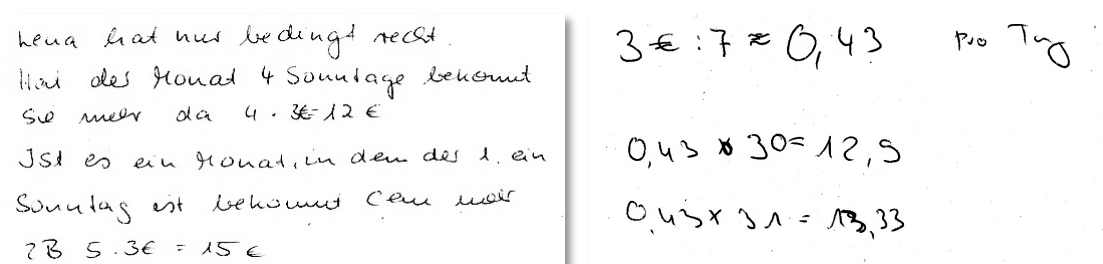 Lena hat nur bedingt recht.
Hat der Monat 4 Sonntage bekommt
Sie mehr da 4 · 3€ = 12 €
Ist es ein Monat, in dem der 1. ein
Sonntag ist bekommt Cem mehr
zB 5 · 3€ = 15 €
3 € : 7 ≈ 0,43 pro Tag
0,43 x 30 = 12,9
0,43 x 31 = 13,33